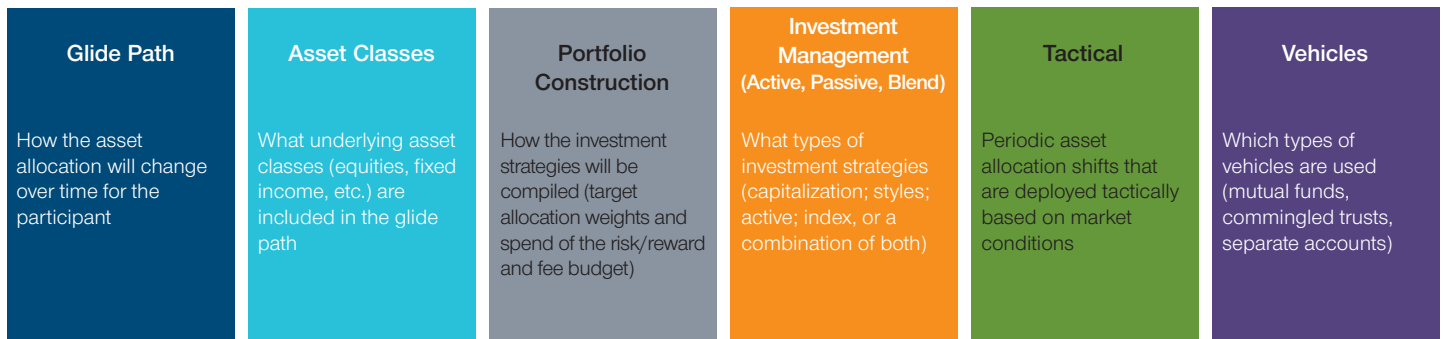 Glide Path
How the asset
allocation will change
over time for the
participant
Asset Classes
What underlying asset
classes (equities, fixed
income, etc.) are
included in the glide
path
Portfolio
Construction
How the investment
strategies will be
compiled (target
allocation weights and
spend of the risk/reward
and fee budget)
Investment
Management
(Active, Passive, Blend)
What types of
investment strategies
(capitalization; styles;
active; index, or a
combination of both)
Tactical
Periodic asset
allocation shifts that
are deployed tactically
based on market
conditions
Vehicles
Which types of
vehicles are used
(mutual funds,
commingled trusts,
separate accounts)